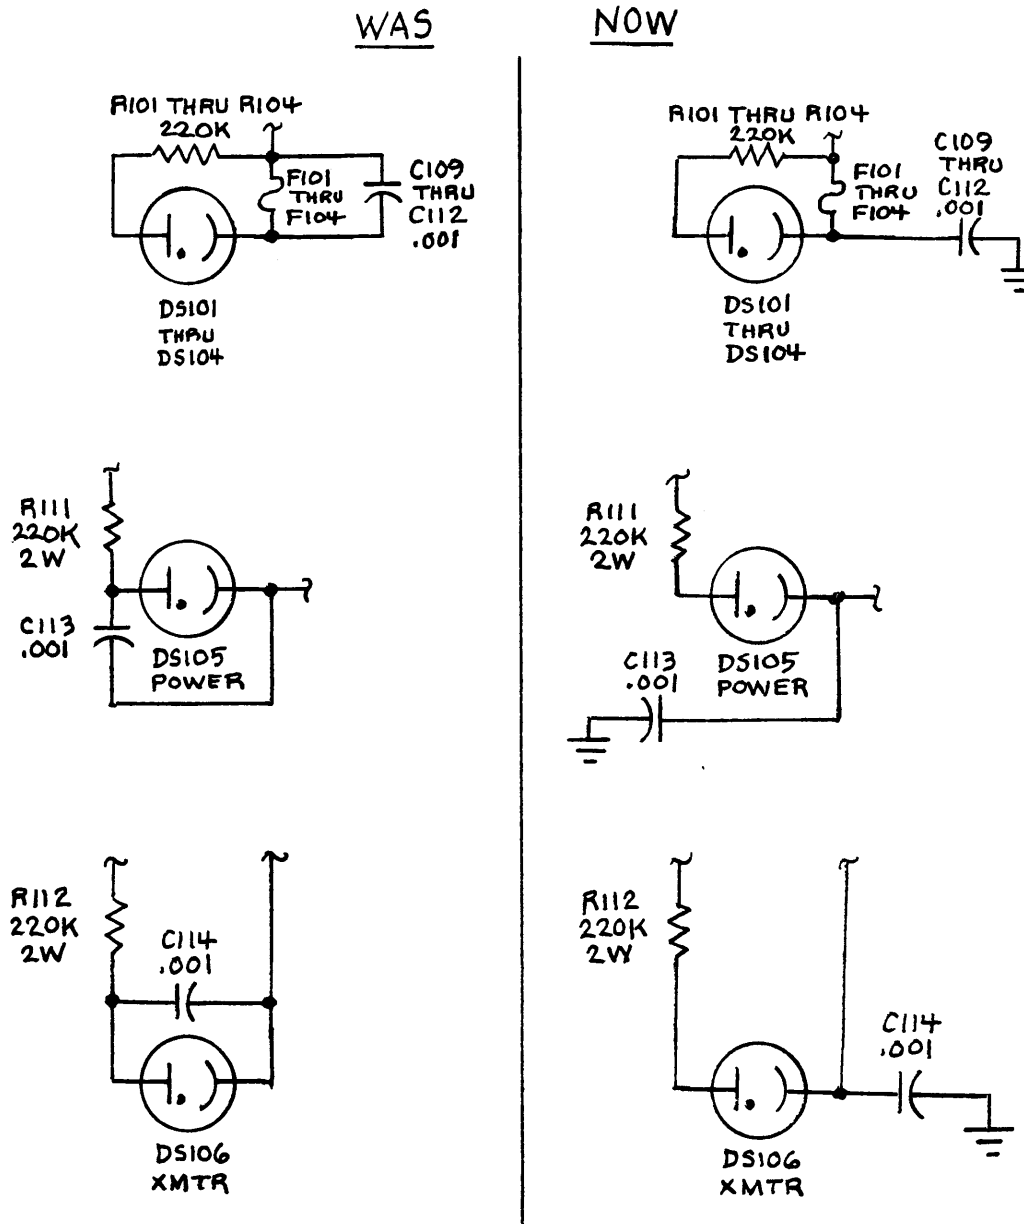 WAS
R101 THRU R104
220K
F101
THRU
F104
C109
THRU
C112
.001
DS101
THRU
DS104
R111
220K
2W
C113
.001
DS105
POWER
R112
220K
2W
C114
.001
DS106
XMTR
NOW
R101 THRU R104
220K
F101
THRU
F104
C109
THRU
C112
.001
DS101
THRU
DS104
R111
220K
2W
C113
.001
DS105
POWER
R112
220K
2W
C114
.001
DS106
XMTR